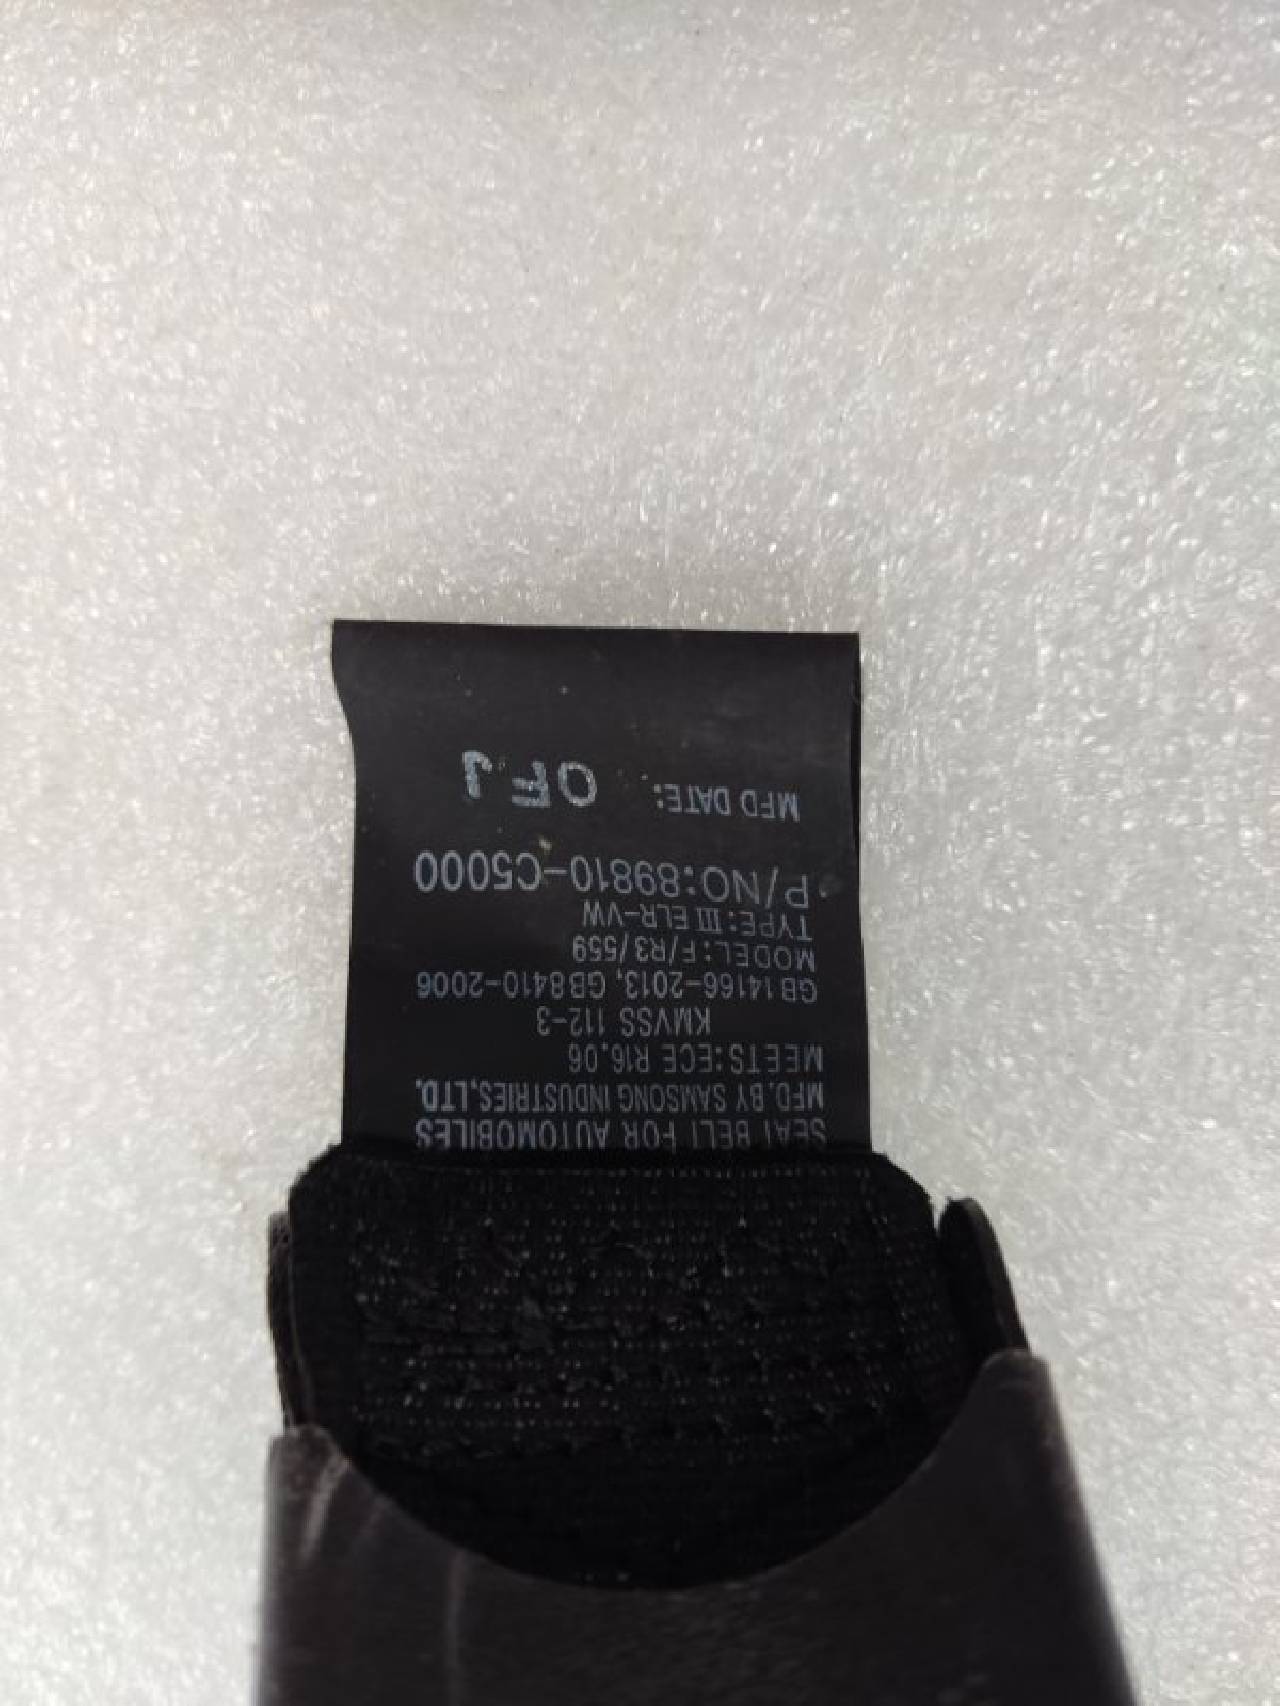 SEAT BELT FOR AUTOMOBILES
MFD. BY SAMSONG INDUSTRIES,LTD.
MEETS:ECE R16.06
KMVSS 112-3
GB14166-2013, GB8410-2006
MODEL:F/R3/559
TYPE:III ELR-VW
P/NO:89810-C5000
MFD DATE: